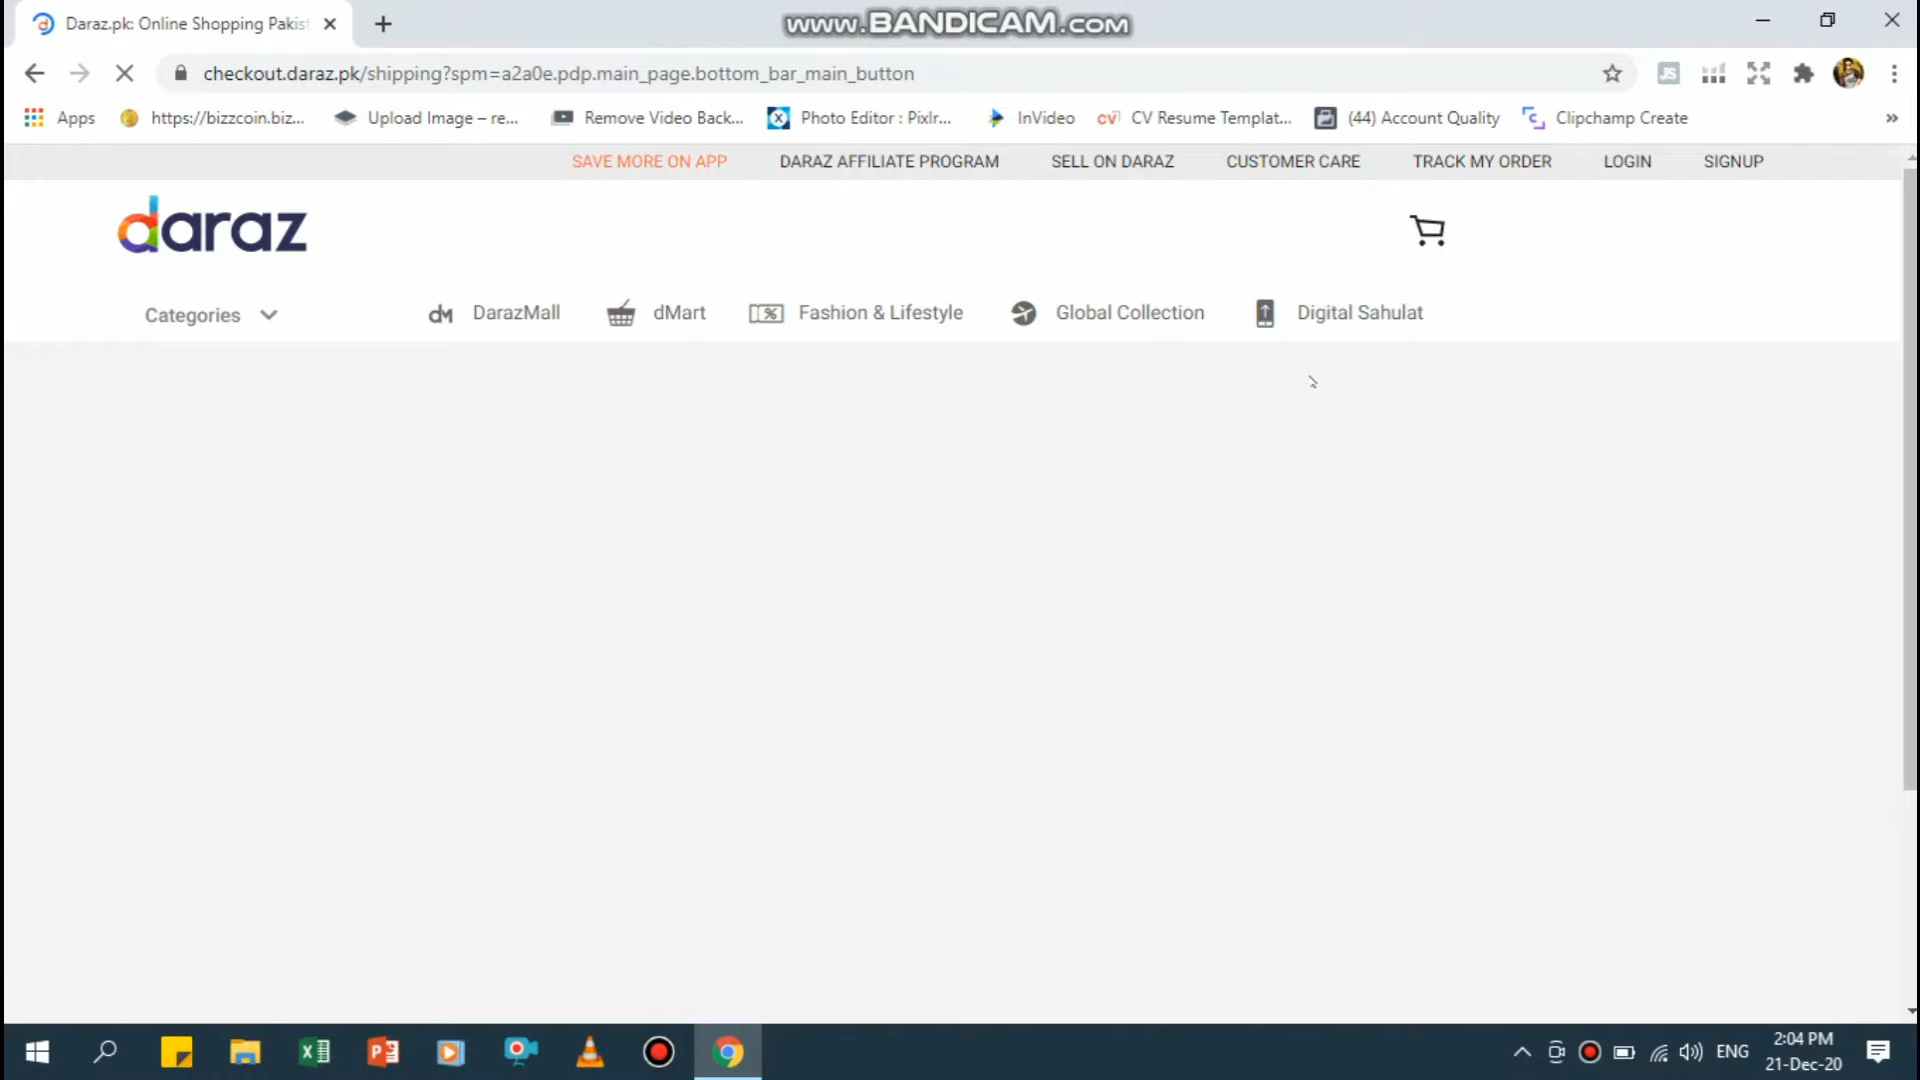 Daraz.pk: Online Shopping Pakist
www.BANDICAM.com
checkout.daraz.pk/shipping?spm=a2a0e.pdp.main_page.bottom_bar_main_button
JS
Apps
https://bizzcoin.biz...
Upload Image – re...
Remove Video Back...
Photo Editor : Pixlr...
InVideo
CV CV Resume Templat...
(44) Account Quality
Clipchamp Create
SAVE MORE ON APP
DARAZ AFFILIATE PROGRAM
SELL ON DARAZ
CUSTOMER CARE
TRACK MY ORDER
LOGIN
SIGNUP
daraz
Categories
dM DarazMall
dMart
% Fashion & Lifestyle
Global Collection
Digital Sahulat
ENG
2:04 PM
21-Dec-20